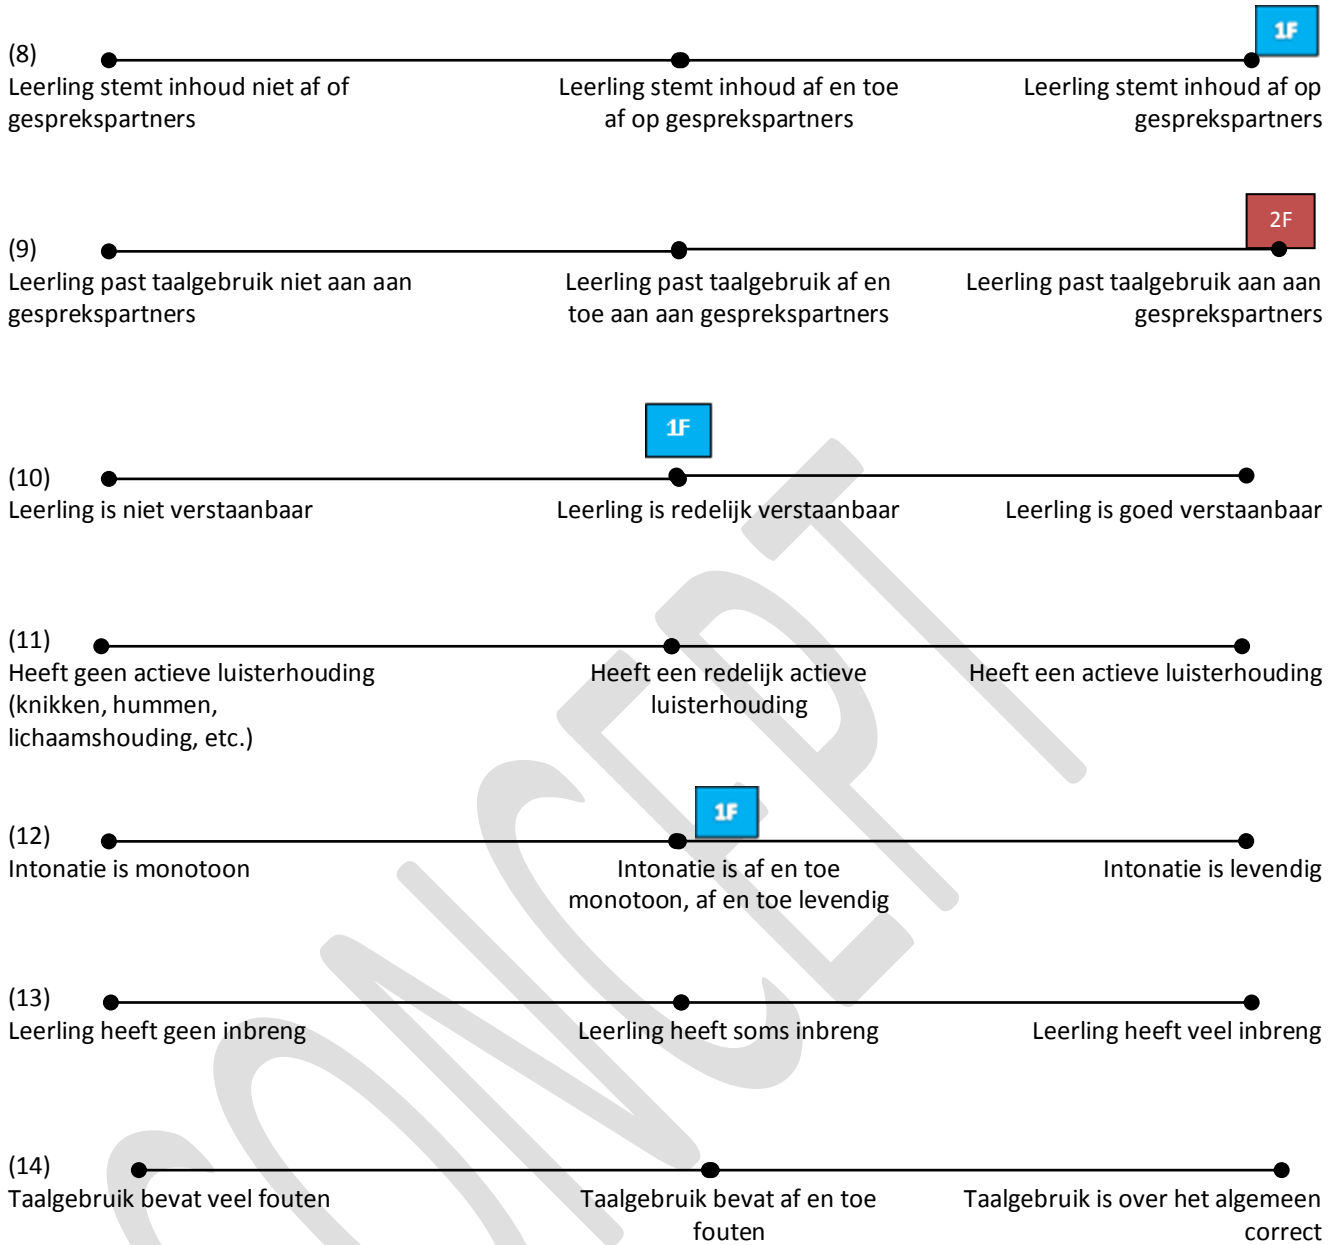 1F
(8)
Leerling stemt inhoud niet af of
gesprekspartners
Leerling stemt inhoud af en toe
af op gesprekspartners
Leerling stemt inhoud af op
gesprekspartners
2F
(9)
Leerling past taalgebruik niet aan aan
gesprekspartners
Leerling past taalgebruik af en
toe aan aan gesprekspartners
Leerling past taalgebruik aan aan
gesprekspartners
1F
(10)
Leerling is niet verstaanbaar
Leerling is redelijk verstaanbaar
Leerling is goed verstaanbaar
(11)
Heeft geen actieve luisterhouding
(knikken, hummen,
lichaamshouding, etc.)
Heeft een redelijk actieve
luisterhouding
Heeft een actieve luisterhouding
1F
(12)
Intonatie is monotoon
Intonatie is af en toe
monotoon, af en toe levendig
Intonatie is levendig
(13)
Leerling heeft geen inbreng
Leerling heeft soms inbreng
Leerling heeft veel inbreng
(14)
Taalgebruik bevat veel fouten
Taalgebruik bevat af en toe
fouten
Taalgebruik is over het algemeen
correct
CONCEPT